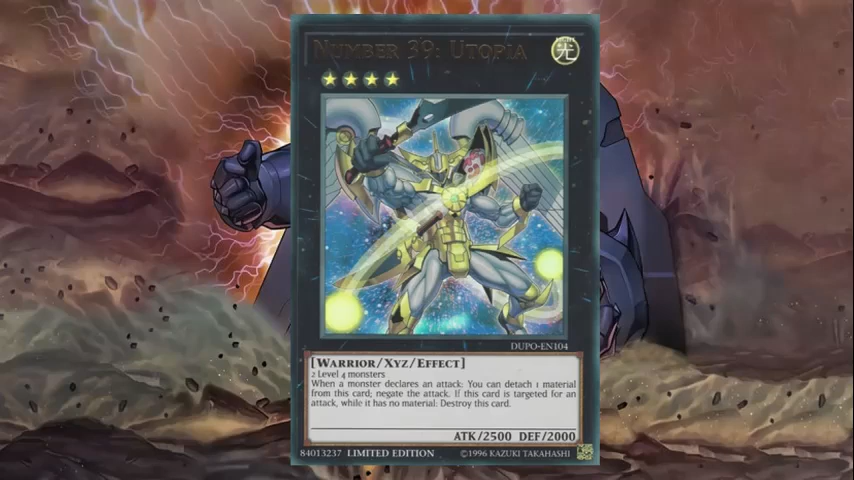 NUMBER 39: UTOPIA
LIGHT
光
DUPO-EN104
[WARRIOR/XYZ/EFFECT]
2 Level 4 monsters
When a monster declares an attack: You can detach 1 material
from this card; negate the attack. If this card is targeted for an
attack, while it has no material: Destroy this card.
ATK/2500 DEF/2000
84013237 LIMITED EDITION ©1996 KAZUKI TAKAHASHI